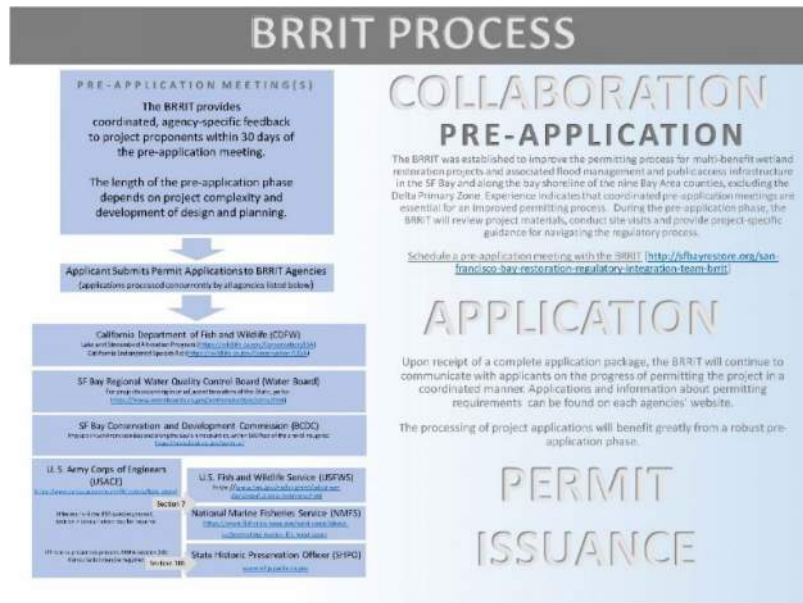 BRRIT PROCESS
PRE-APPLICATION MEETING(S)
The BRRIT provides
coordinated, agency-specific feedback
to project proponents within 30 days of
the pre-application meeting.
The length of the pre-application phase
depends on project complexity and
development of design and planning.
Applicant Submits Permit Applications to BRRIT Agencies
(applications processed concurrently by all agencies listed below)
California Department of Fish and Wildlife (CDFW)
SF Bay Regional Water Quality Control Board (Water Board)
SF Bay Conservation and Development Commission (BCDC)
U.S. Army Corps of Engineers
(USACE)
Section 7
Section 106
U.S. Fish and Wildlife Service (USFWS)
National Marine Fisheries Service (NMFS)
State Historic Preservation Officer (SHPO)
COLLABORATION
PRE-APPLICATION
The BRRIT was established to improve the permitting process for multi-benefit wetland
restoration projects and associated flood management and public access infrastructure
in the SF Bay and along the bay shoreline of the nine Bay Area counties, excluding the
Delta Primary Zone. Experience indicates that coordinated pre-application meetings are
essential for an improved permitting process. During the pre-application phase, the
BRRIT will review project materials, conduct site visits and provide project-specific
guidance for navigating the regulatory process.
Schedule a pre-application meeting with the BRRIT [http://sfbayrestore.org/san-
francisco-bay-restoration-regulatory-integration-team-brrit]
APPLICATION
Upon receipt of a complete application package, the BRRIT will continue to
communicate with applicants on the progress of permitting the project in a
coordinated manner. Applications and information about permitting
requirements can be found on each agencies' website.
The processing of project applications will benefit greatly from a robust pre-
application phase.
PERMIT
ISSUANCE